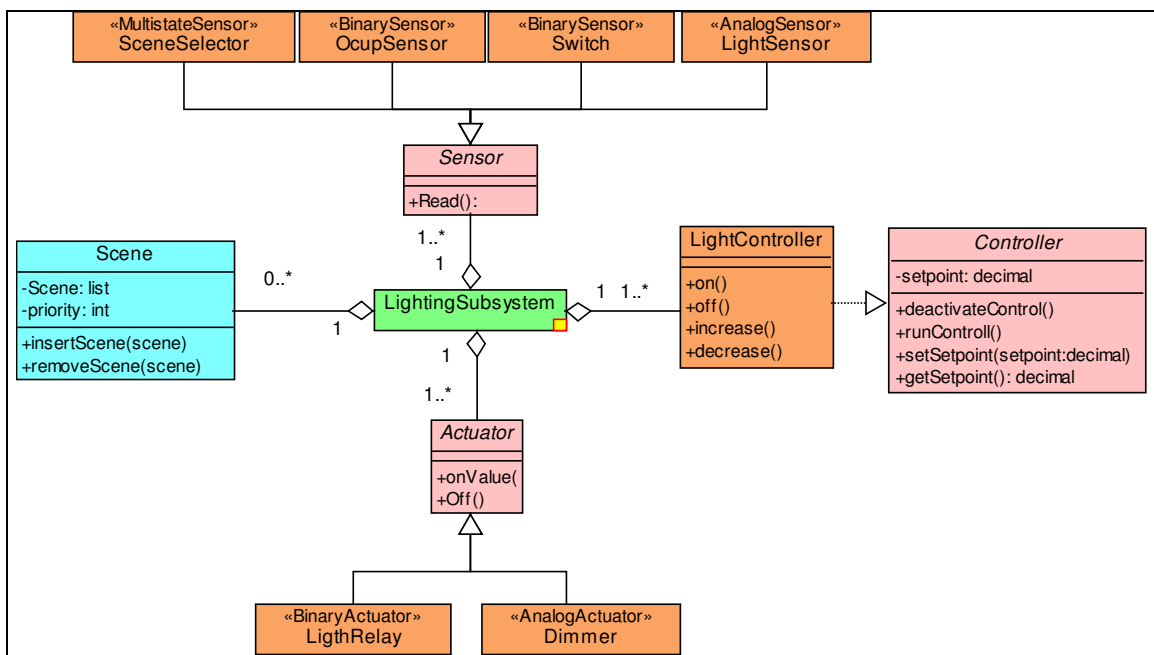 «MultistateSensor»
SceneSelector
«BinarySensor»
OcupSensor
«BinarySensor»
Switch
«AnalogSensor»
LightSensor
Sensor
+Read():
1..*
1
Scene
-Scene: list
-priority: int
+insertScene(scene)
+removeScene(scene)
0..*
1
LightingSubsystem
1
1..*
LightController
+on()
+off()
+increase()
+decrease()
Controller
-setpoint: decimal
+deactivateControl()
+runControll()
+setSetpoint(setpoint:decimal)
+getSetpoint(): decimal
1
1..*
Actuator
+onValue(
+Off()
«BinaryActuator»
LigthRelay
«AnalogActuator»
Dimmer